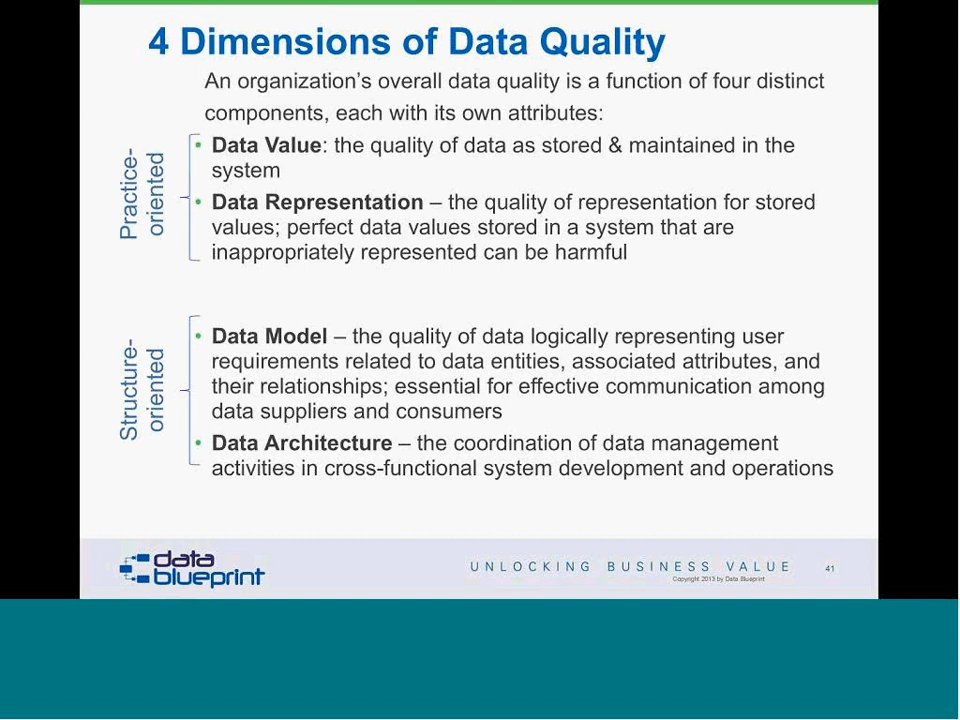 4 Dimensions of Data Quality
An organization's overall data quality is a function of four distinct
components, each with its own attributes:
Practice-
oriented
• Data Value: the quality of data as stored & maintained in the
system
• Data Representation – the quality of representation for stored
values; perfect data values stored in a system that are
inappropriately represented can be harmful
Structure-
oriented
• Data Model – the quality of data logically representing user
requirements related to data entities, associated attributes, and
their relationships; essential for effective communication among
data suppliers and consumers
• Data Architecture – the coordination of data management
activities in cross-functional system development and operations
data
blueprint
UNLOCKING BUSINESS VALUE
41
Copyright 2013 by Data Blueprint